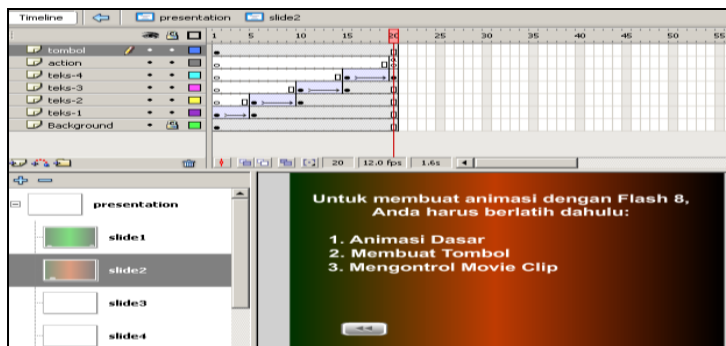 Timeline presentation slide2
1 5 10 15 20 25 30 35 40 45 50 55
tombol
action
teks-4
teks-3
teks-2
teks-1
Background
20 12.0 fps 1.6s
presentation
slide1
slide2
slide3
slide4
Untuk membuat animasi dengan Flash 8,
Anda harus berlatih dahulu:
1. Animasi Dasar
2. Membuat Tombol
3. Mengontrol Movie Clip